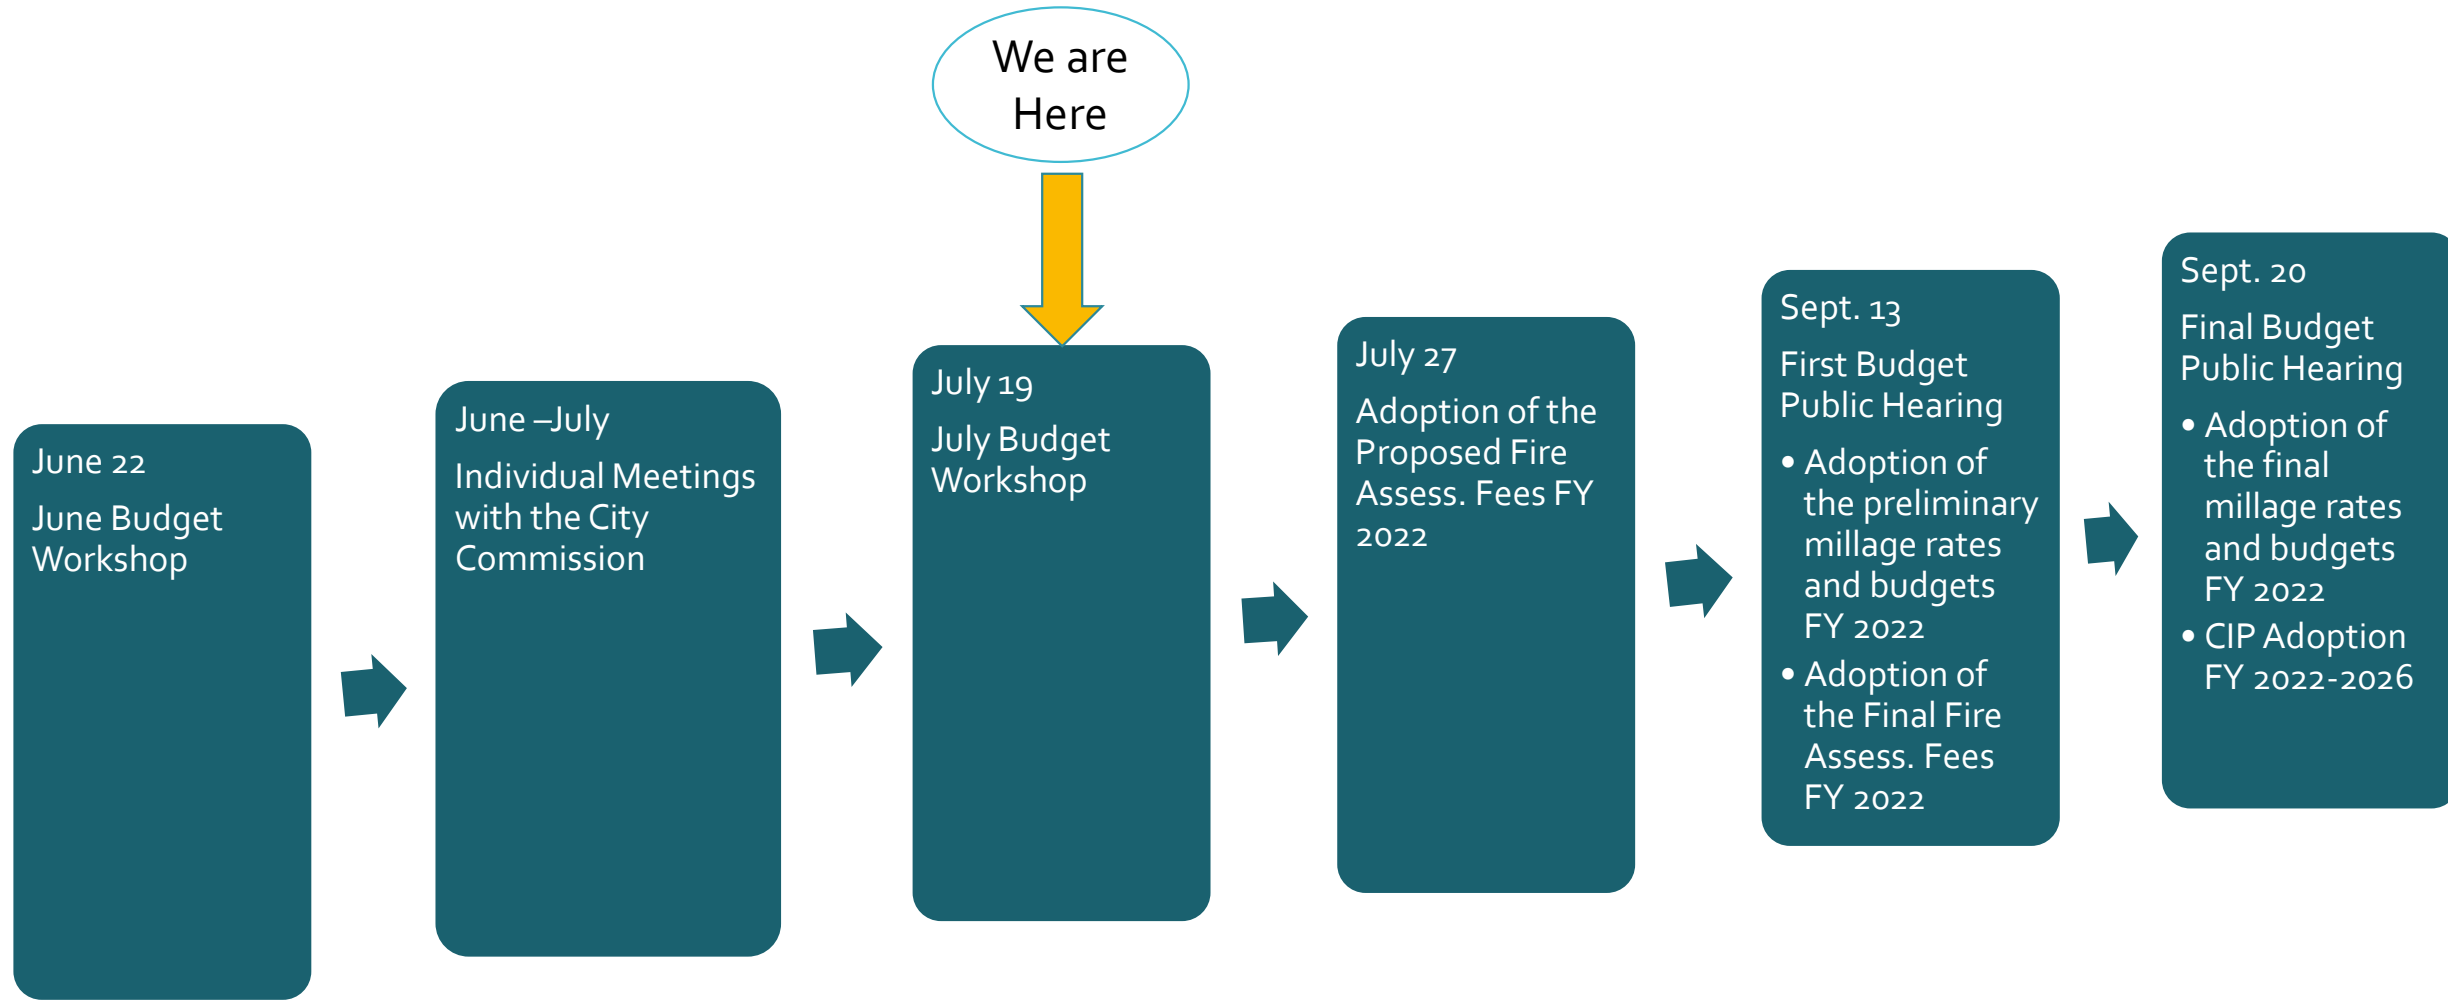 We are
Here
June 22
June Budget
Workshop
June –July
Individual Meetings
with the City
Commission
July 19
July Budget
Workshop
July 27
Adoption of the
Proposed Fire
Assess. Fees FY
2022
Sept. 13
First Budget
Public Hearing
• Adoption of
the preliminary
millage rates
and budgets
FY 2022
• Adoption of
the Final Fire
Assess. Fees
FY 2022
Sept. 20
Final Budget
Public Hearing
• Adoption of
the final
millage rates
and budgets
FY 2022
• CIP Adoption
FY 2022-2026